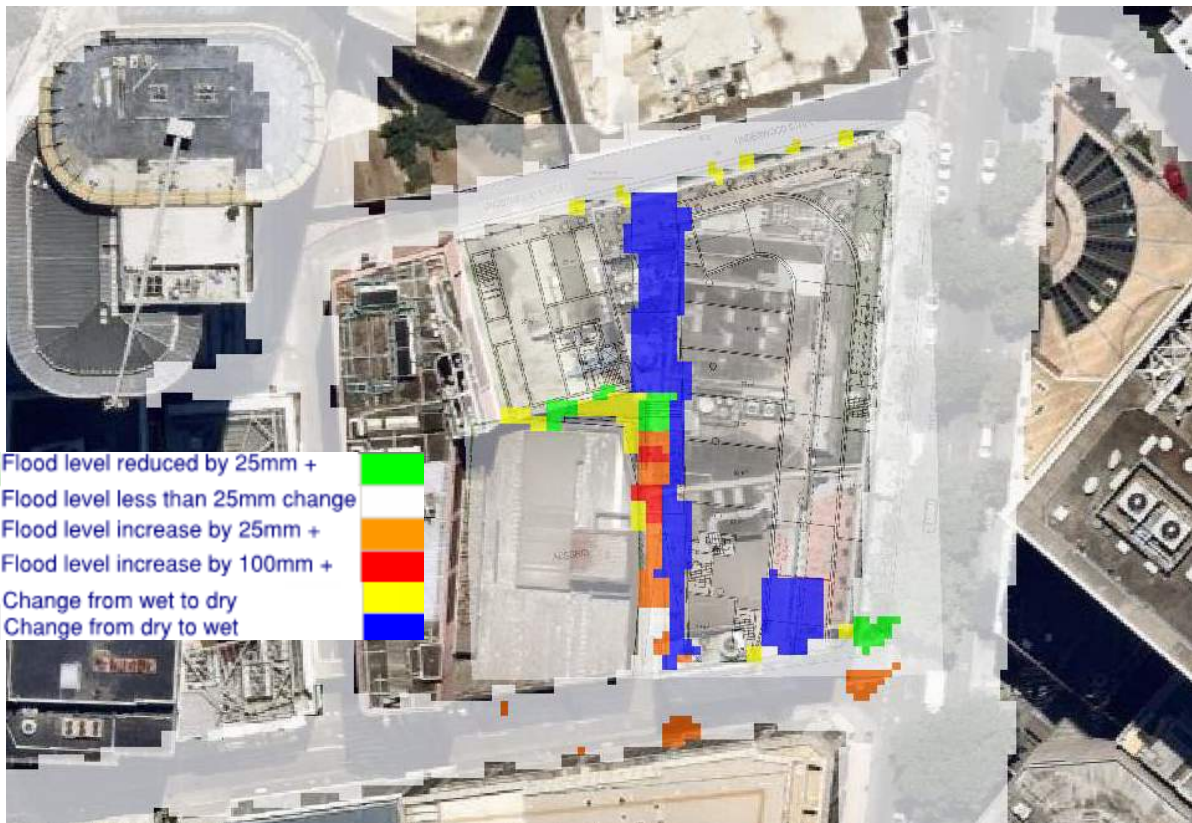 Flood level reduced by 25mm +
Flood level less than 25mm change
Flood level increase by 25mm +
Flood level increase by 100mm +
Change from wet to dry
Change from dry to wet